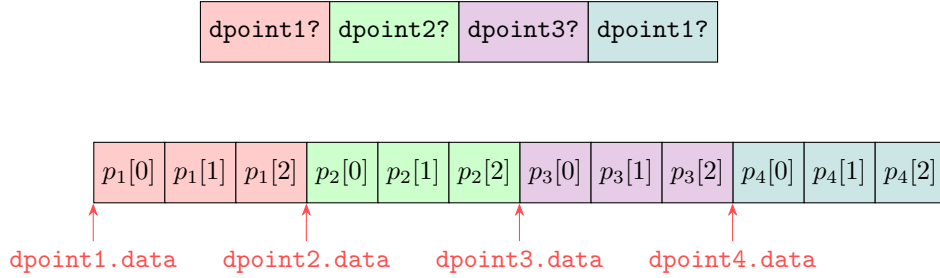 dpoint1? dpoint2? dpoint3? dpoint1?
p₁[0] p₁[1] p₁[2] p₂[0] p₂[1] p₂[2] p₃[0] p₃[1] p₃[2] p₄[0] p₄[1] p₄[2]
dpoint1.data dpoint2.data dpoint3.data dpoint4.data